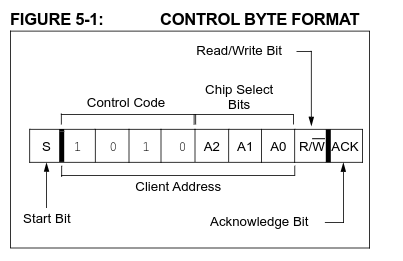 FIGURE 5-1: CONTROL BYTE FORMAT
Read/Write Bit
Chip Select
Bits
Control Code
S 1 0 1 0 A2 A1 A0 R/W̅ ACK
Client Address
Start Bit
Acknowledge Bit